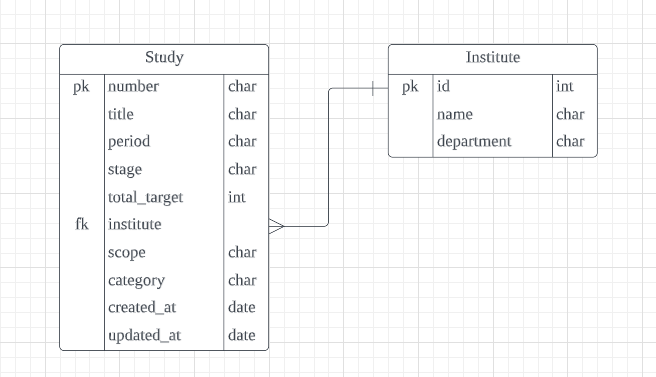 Study
pk number char
title char
period char
stage char
total_target int
fk institute
scope char
category char
created_at date
updated_at date
Institute
pk id int
name char
department char